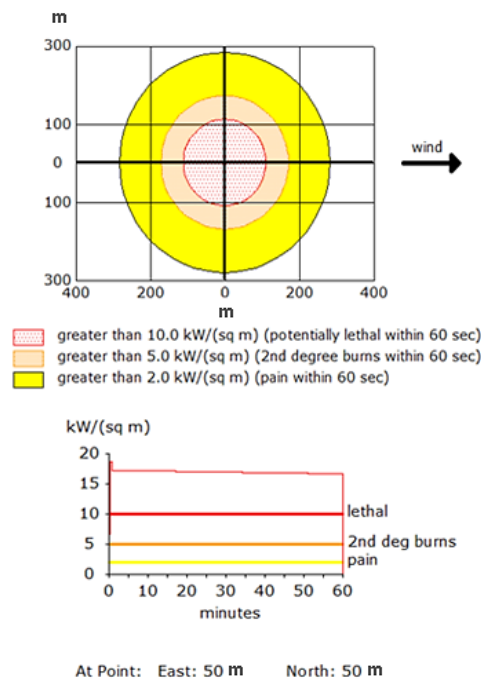 m
300
100
0
100
300
400 200 0 200 400
m
wind
greater than 10.0 kW/(sq m) (potentially lethal within 60 sec)
greater than 5.0 kW/(sq m) (2nd degree burns within 60 sec)
greater than 2.0 kW/(sq m) (pain within 60 sec)
kW/(sq m)
20
15
10
lethal
5
2nd deg burns
pain
0
0 10 20 30 40 50 60
minutes
At Point: East: 50 m North: 50 m